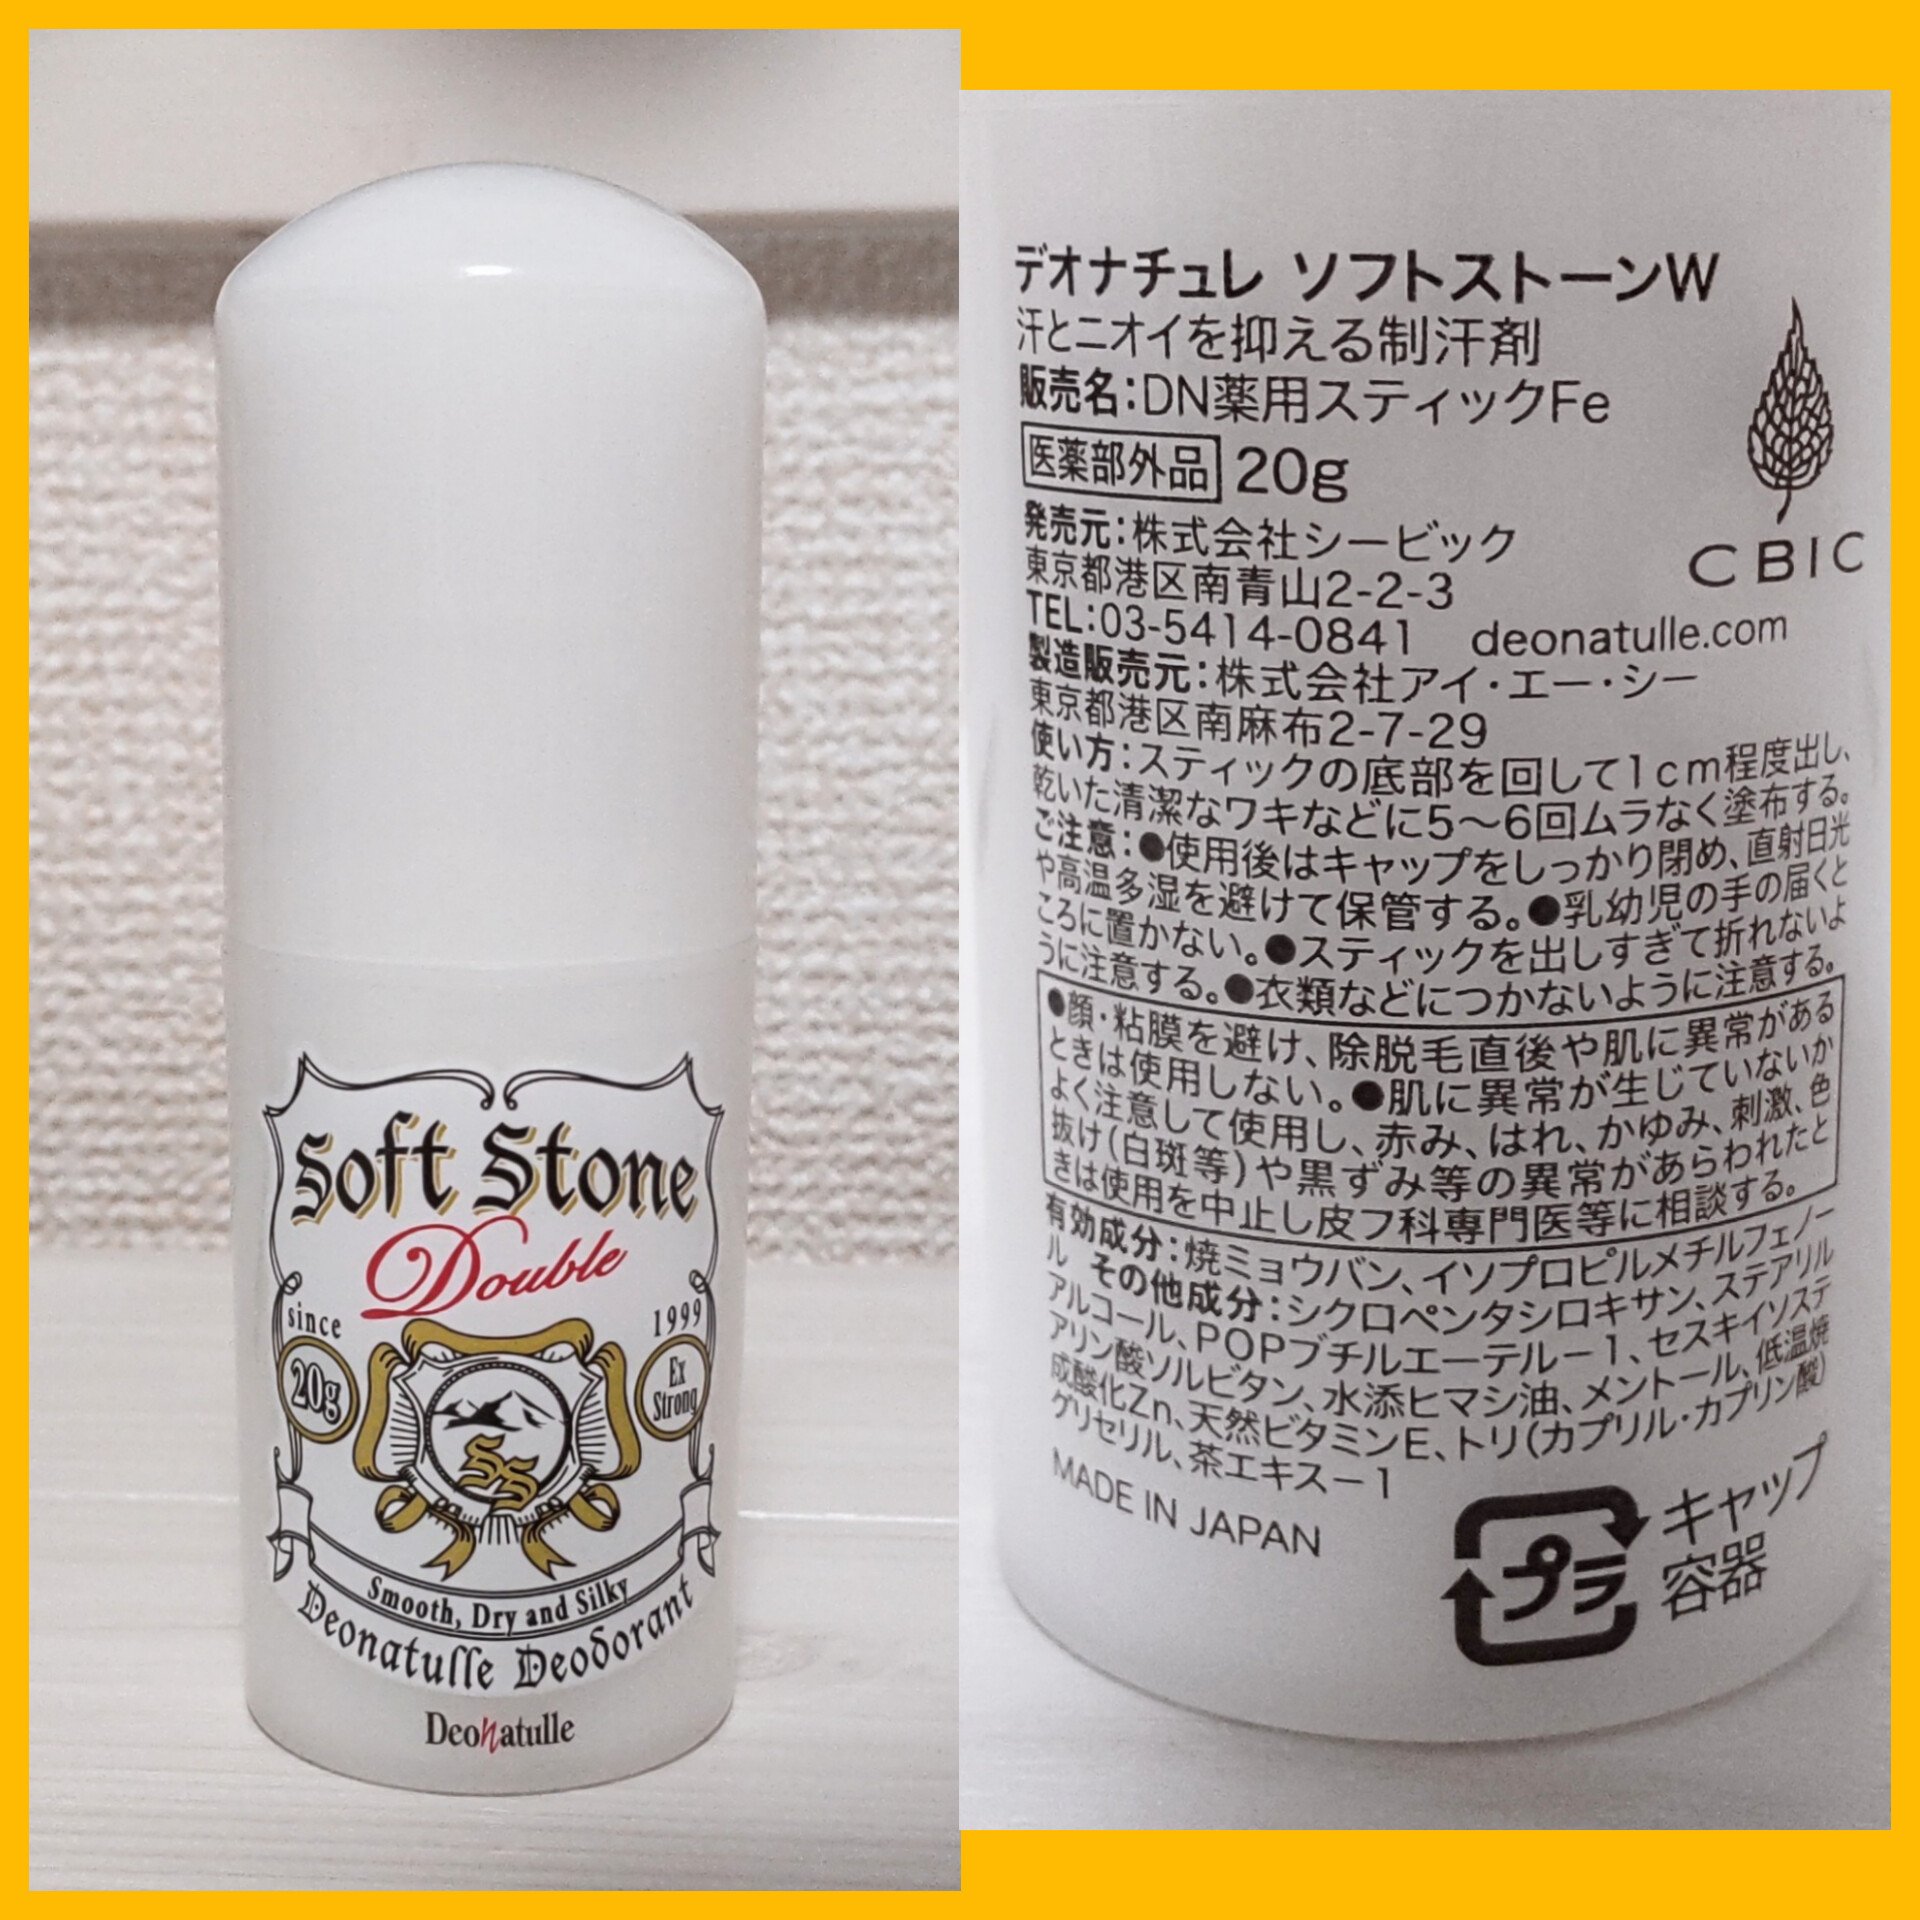 Soft Stone
Double
since
1999
20g
Ex
Strong
SS
Smooth, Dry and Silky
Deonatulle Deodorant
Deonatulle
デオナチュレ ソフトストーンW
汗とニオイを抑える制汗剤
販売名:DN薬用スティックFe
医薬部外品 20g
CBIC
発売元:株式会社シービック
東京都港区南青山2-2-3
TEL:03-5414-0841 deonatulle.com
製造販売元:株式会社アイ・エー・シー
東京都港区南麻布2-7-29
使い方:スティックの底部を回して1cm程度出し、
乾いた清潔なワキなどに5～6回ムラなく塗布する。
ご注意:●使用後はキャップをしっかり閉め、直射日光
や高温多湿を避けて保管する。●乳幼児の手の届くと
ころに置かない。●スティックを出しすぎて折れないよ
うに注意する。●衣類などにつかないように注意する。
●顔・粘膜を避け、除脱毛直後や肌に異常がある
ときは使用しない。●肌に異常が生じていないか
よく注意して使用し、赤み、はれ、かゆみ、刺激、色
抜け(白斑等)や黒ずみ等の異常があらわれたと
きは使用を中止し皮フ科専門医等に相談する。
有効成分:焼ミョウバン、イソプロピルメチルフェノー
ル その他成分:シクロペンタシロキサン、ステアリル
アルコール、POPブチルエーテル－1、セスキイソステ
アリン酸ソルビタン、水添ヒマシ油、メントール、低温焼
成酸化Zn、天然ビタミンE、トリ(カプリル・カプリン酸)
グリセリル、茶エキス－1
MADE IN JAPAN
プラ
キャップ
容器